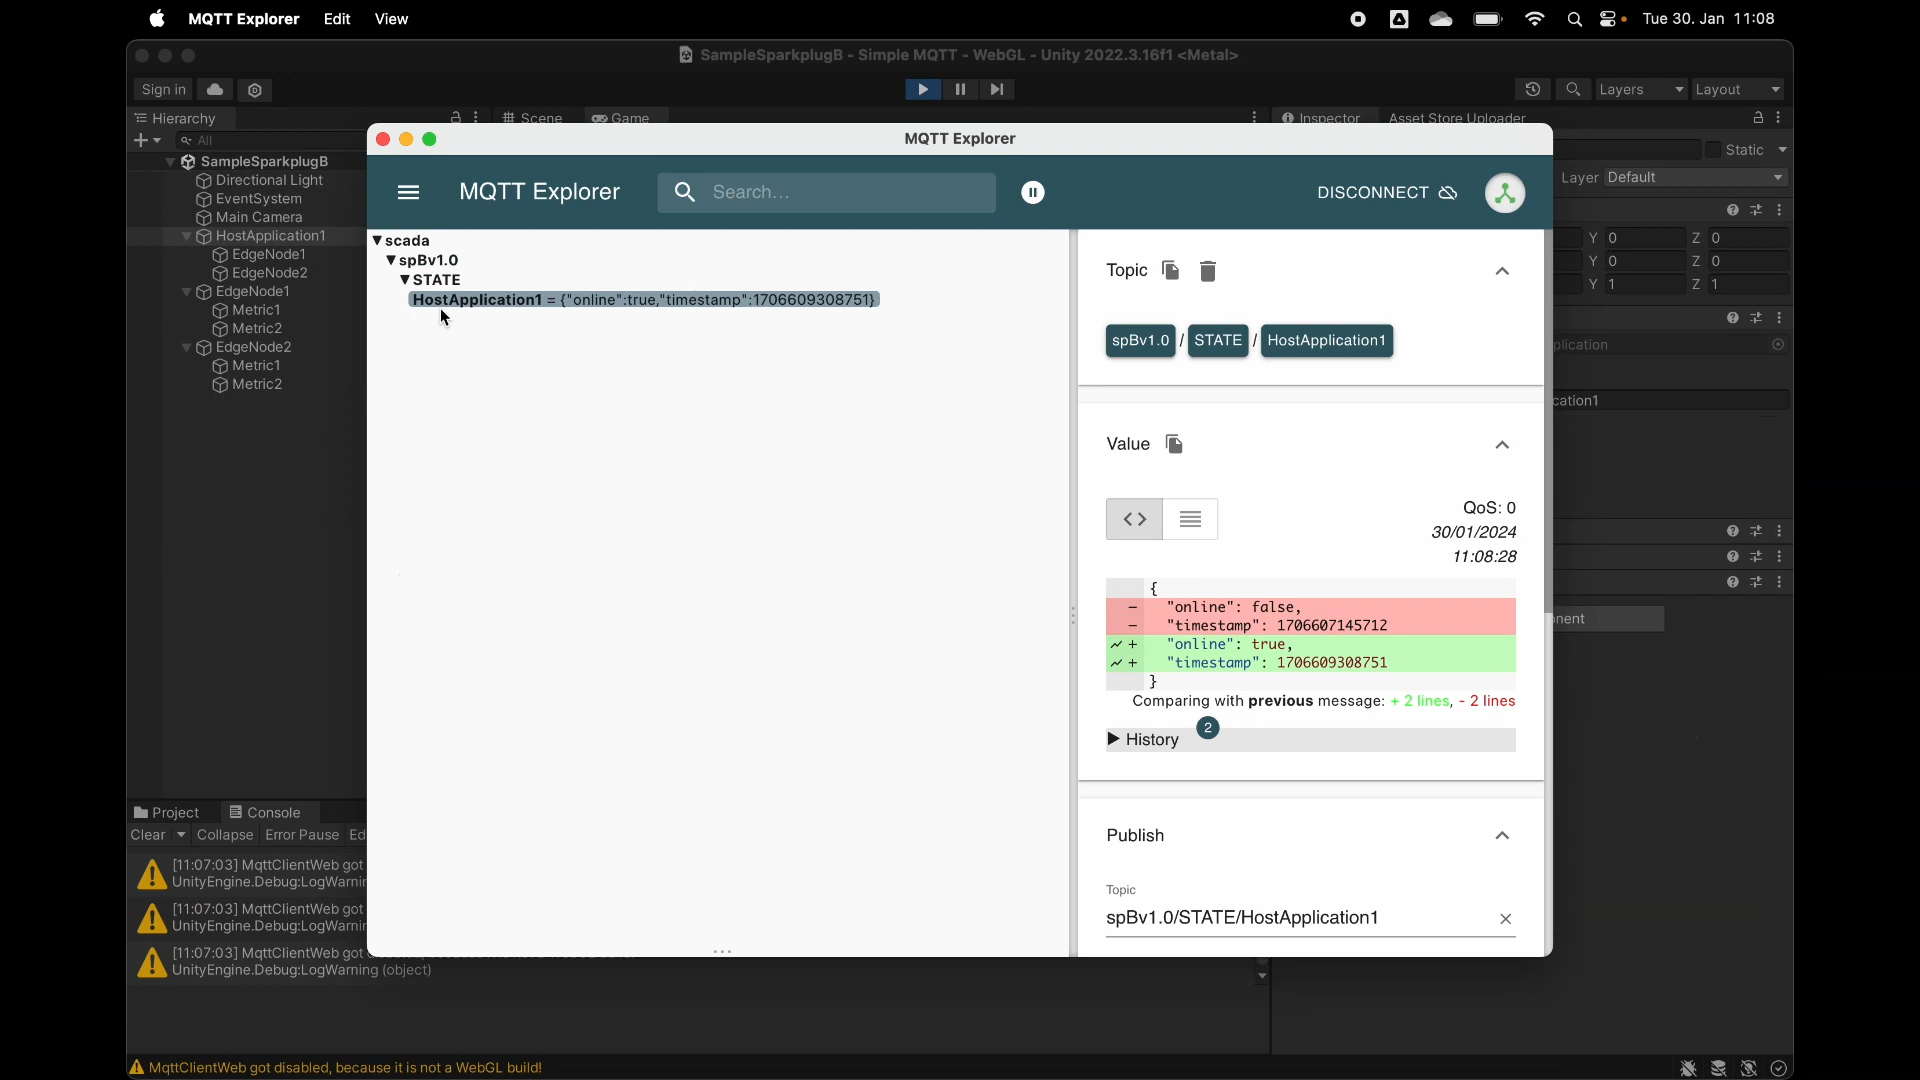 MQTT Explorer Edit View Tue 30. Jan 11:08
SampleSparkplugB - Simple MQTT - WebGL - Unity 2022.3.16f1 <Metal>
Sign in Layers Layout
Hierarchy Scene Game Inspector Asset Store Uploader
All
SampleSparkplugB
Directional Light
EventSystem
Main Camera
HostApplication1
EdgeNode1
EdgeNode2
EdgeNode1
Metric1
Metric2
EdgeNode2
Metric1
Metric2
MQTT Explorer
MQTT Explorer Search... DISCONNECT
scada
spBv1.0
STATE
HostApplication1 = {"online":true,"timestamp":1706609308751}
Topic
spBv1.0 / STATE / HostApplication1
Value
QoS: 0
30/01/2024
11:08:28
{
- "online": false,
- "timestamp": 1706607145712
+ "online": true,
+ "timestamp": 1706609308751
}
Comparing with previous message: + 2 lines, - 2 lines
History 2
Publish
Topic
spBv1.0/STATE/HostApplication1
Static
Layer Default
Y 0 Z 0
Y 0 Z 0
Y 1 Z 1
plication
cation1
nent
Project Console
Clear Collapse Error Pause Ed
[11:07:03] MqttClientWeb got
UnityEngine.Debug:LogWarnin
[11:07:03] MqttClientWeb got
UnityEngine.Debug:LogWarnin
[11:07:03] MqttClientWeb got
UnityEngine.Debug:LogWarning (object)
MqttClientWeb got disabled, because it is not a WebGL build!